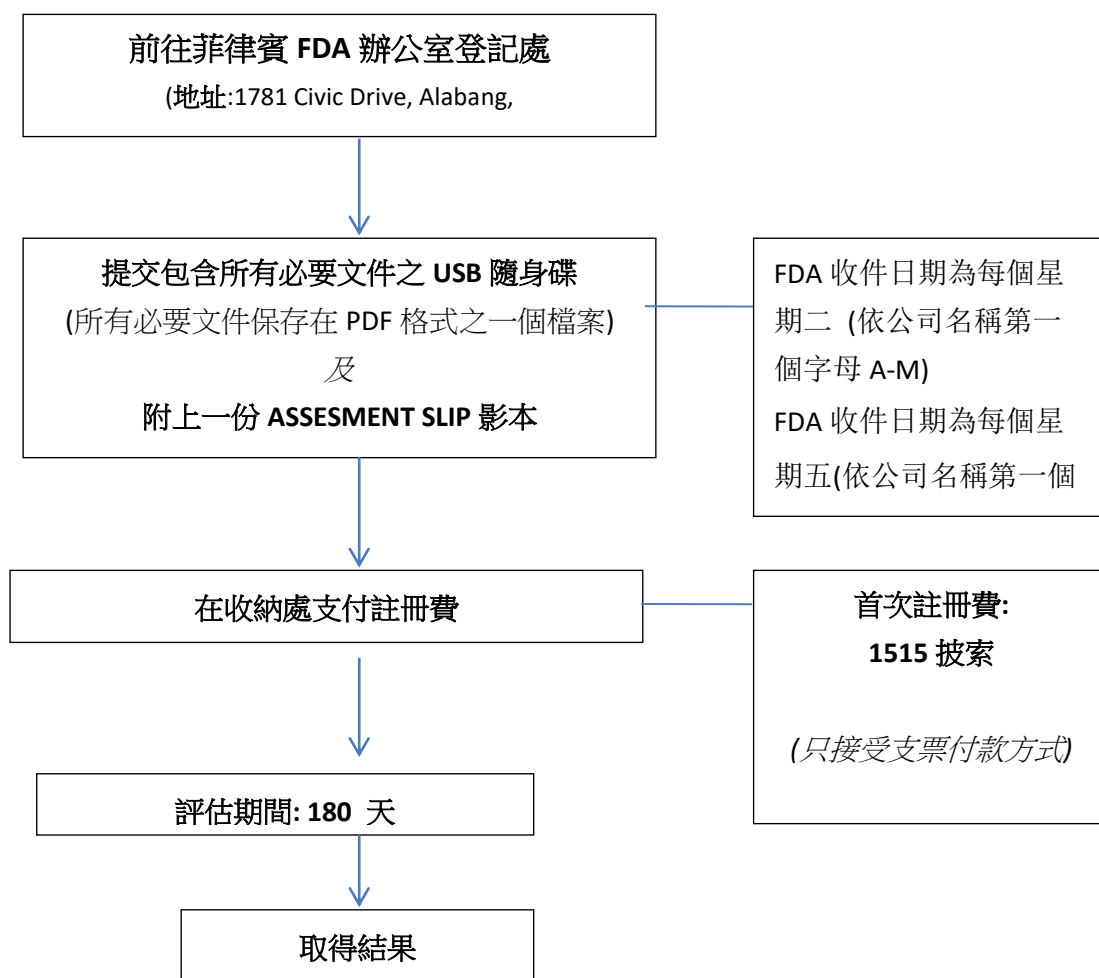 前往菲律賓 FDA 辦公室登記處
(地址:1781 Civic Drive, Alabang,
提交包含所有必要文件之 USB 隨身碟
(所有必要文件保存在 PDF 格式之一個檔案)
及
附上一份 ASSESMENT SLIP 影本
FDA 收件日期為每個星
期二 (依公司名稱第一
個字母 A-M)
FDA 收件日期為每個星
期五(依公司名稱第一個
在收納處支付註冊費
首次註冊費:
1515 披索
(只接受支票付款方式)
評估期間: 180 天
取得結果